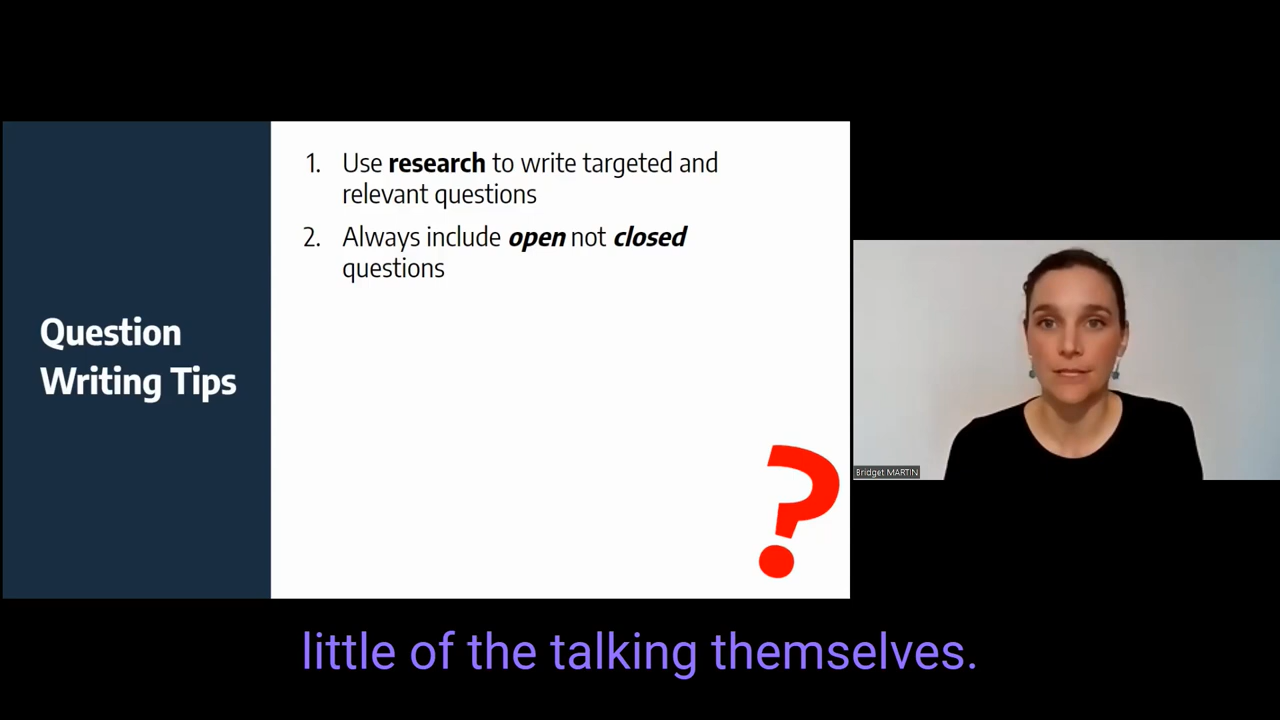 Question
Writing Tips
1. Use research to write targeted and
relevant questions
2. Always include open not closed
questions
?
Bridget MARTIN
little of the talking themselves.